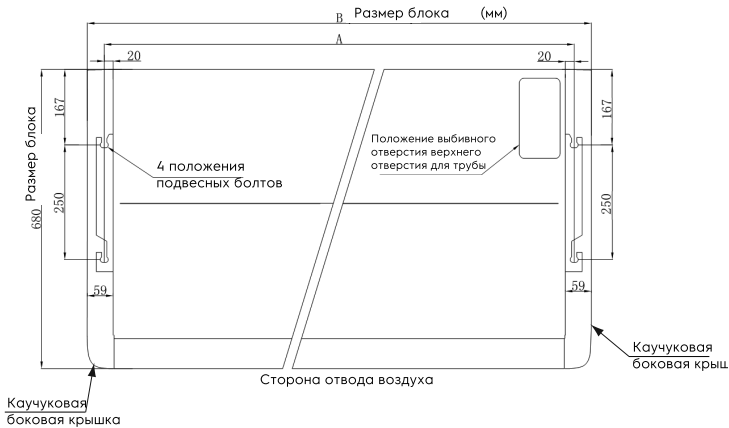 B Размер блока (мм)
A
20
20
167
167
Размер блока
680
4 положения
подвесных болтов
Положение выбивного
отверстия верхнего
отверстия для трубы
250
250
59
59
Каучуковая
боковая крыш
Сторона отвода воздуха
Каучуковая
боковая крышка